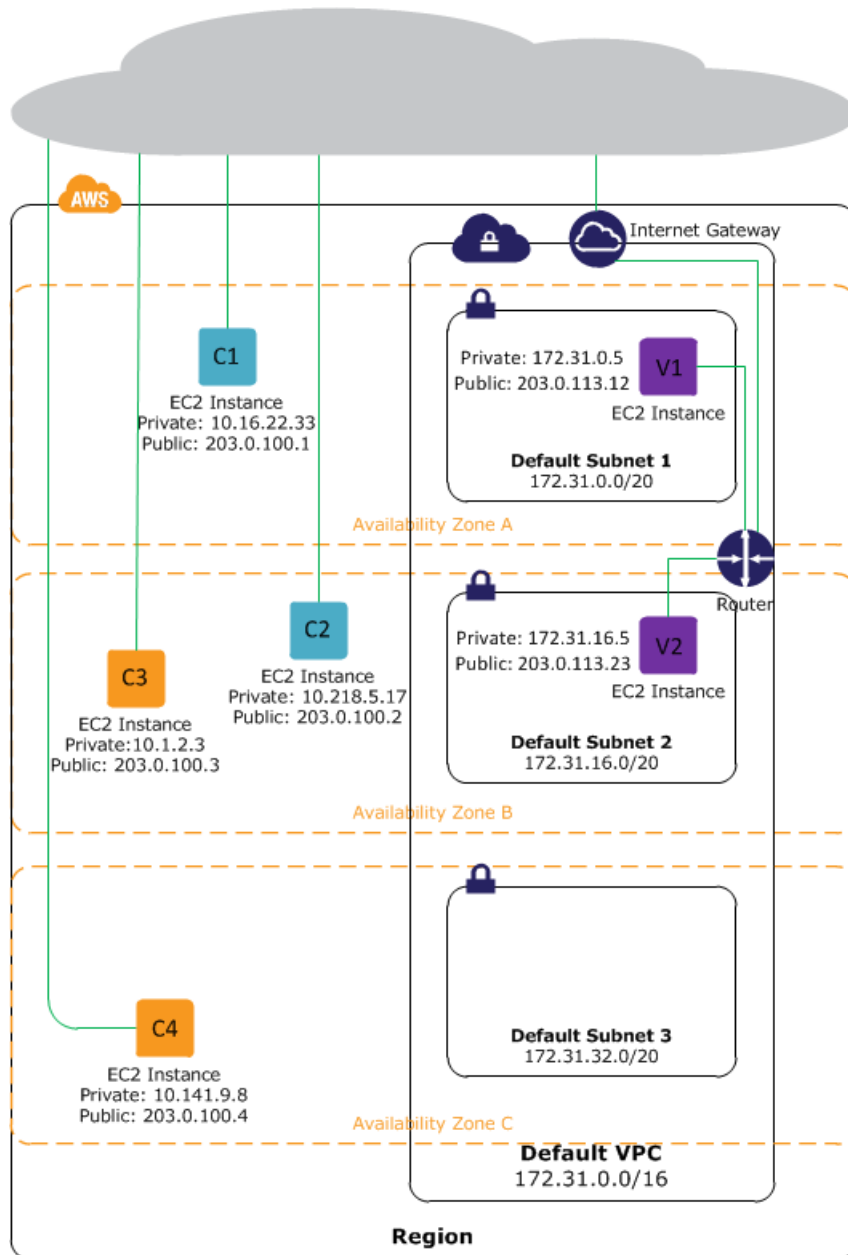 AWS
Internet Gateway
C1
EC2 Instance
Private: 10.16.22.33
Public: 203.0.100.1
Private: 172.31.0.5
Public: 203.0.113.12
V1
EC2 Instance
Default Subnet 1
172.31.0.0/20
Availability Zone A
Router
C2
EC2 Instance
Private: 10.218.5.17
Public: 203.0.100.2
C3
EC2 Instance
Private:10.1.2.3
Public: 203.0.100.3
Private: 172.31.16.5
Public: 203.0.113.23
V2
EC2 Instance
Default Subnet 2
172.31.16.0/20
Availability Zone B
C4
EC2 Instance
Private: 10.141.9.8
Public: 203.0.100.4
Default Subnet 3
172.31.32.0/20
Availability Zone C
Default VPC
172.31.0.0/16
Region